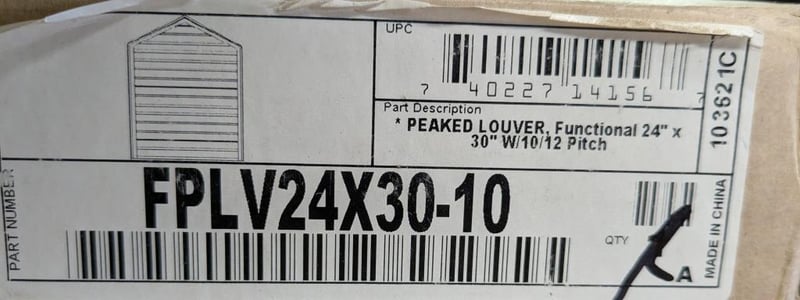 UPC
7 40227 14156 7
Part Description
* PEAKED LOUVER, Functional 24" x
30" W/10/12 Pitch
103621C
PART NUMBER
FPLV24X30-10
QTY
A
MADE IN CHINA